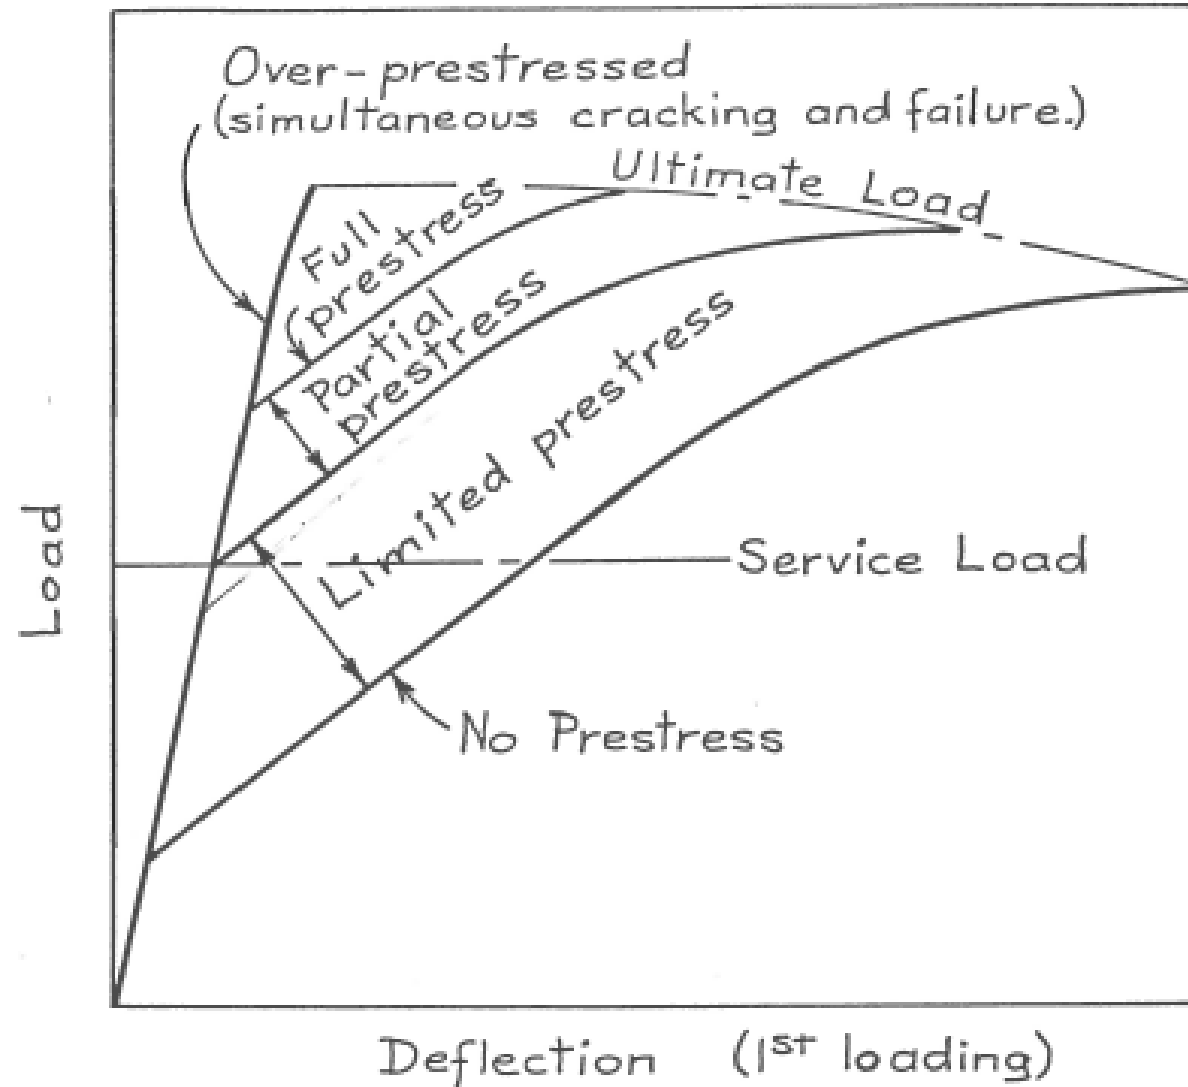 Over-prestressed
(simultaneous cracking and failure.)
Ultimate Load
Full
prestress
Partial
prestress
Limited prestress
Service Load
No Prestress
Load
Deflection (1st loading)